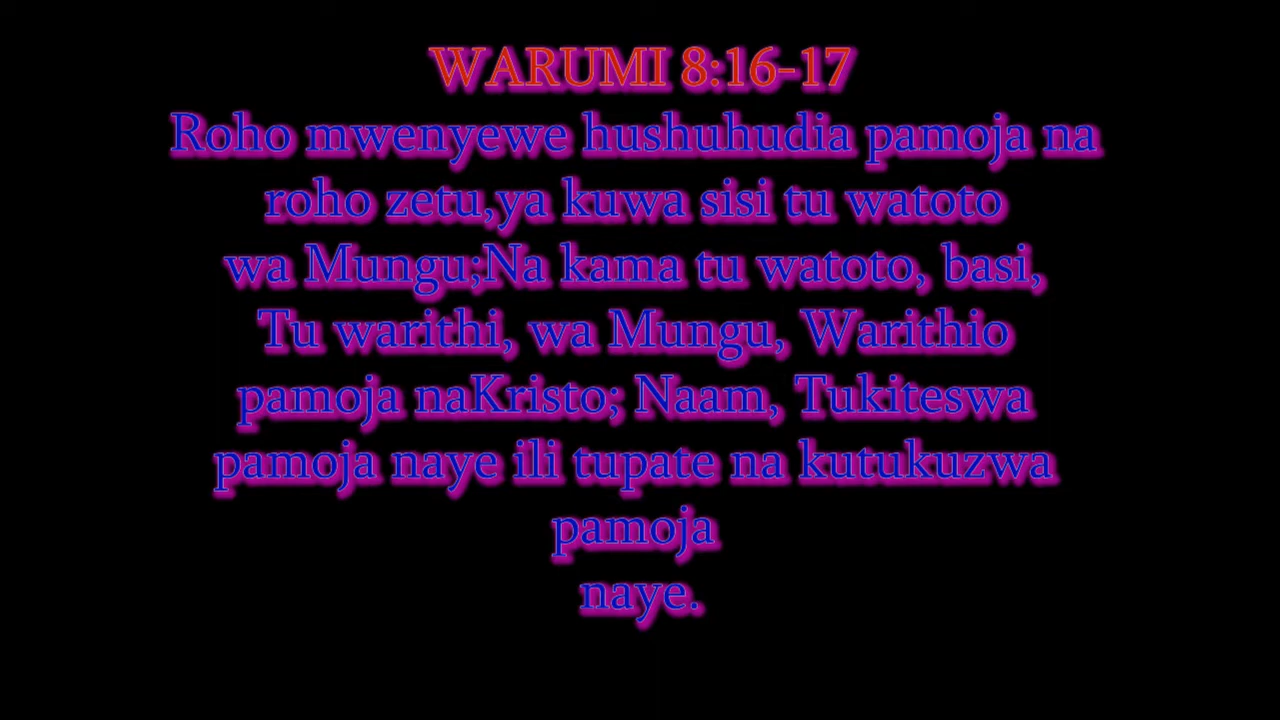 WARUMI 8:16-17
Roho mwenyewe hushuhudia pamoja na
roho zetu,ya kuwa sisi tu watoto
wa Mungu;Na kama tu watoto, basi,
Tu warithi, wa Mungu, Warithio
pamoja naKristo; Naam, Tukiteswa
pamoja naye ili tupate na kutukuzwa
pamoja
naye.